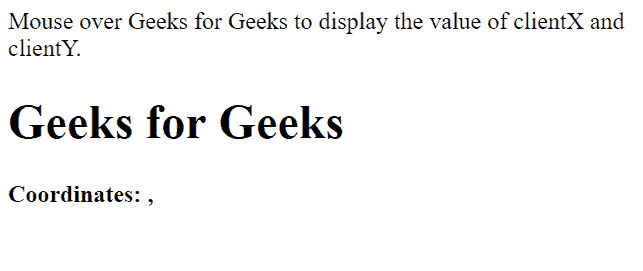 Mouse over Geeks for Geeks to display the value of clientX and
clientY.
Geeks for Geeks
Coordinates: ,